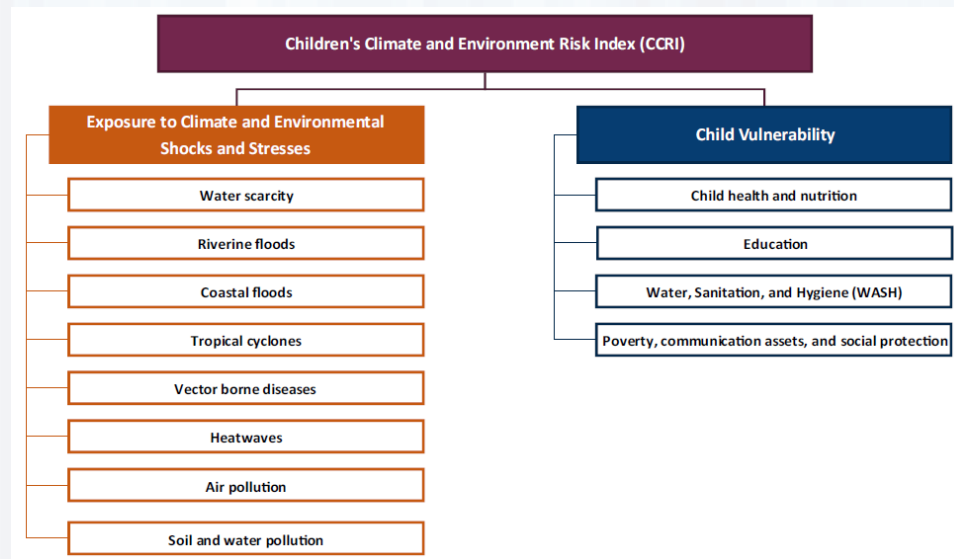 Children's Climate and Environment Risk Index (CCRI)
Exposure to Climate and Environmental
Shocks and Stresses
Water scarcity
Riverine floods
Coastal floods
Tropical cyclones
Vector borne diseases
Heatwaves
Air pollution
Soil and water pollution
Child Vulnerability
Child health and nutrition
Education
Water, Sanitation, and Hygiene (WASH)
Poverty, communication assets, and social protection